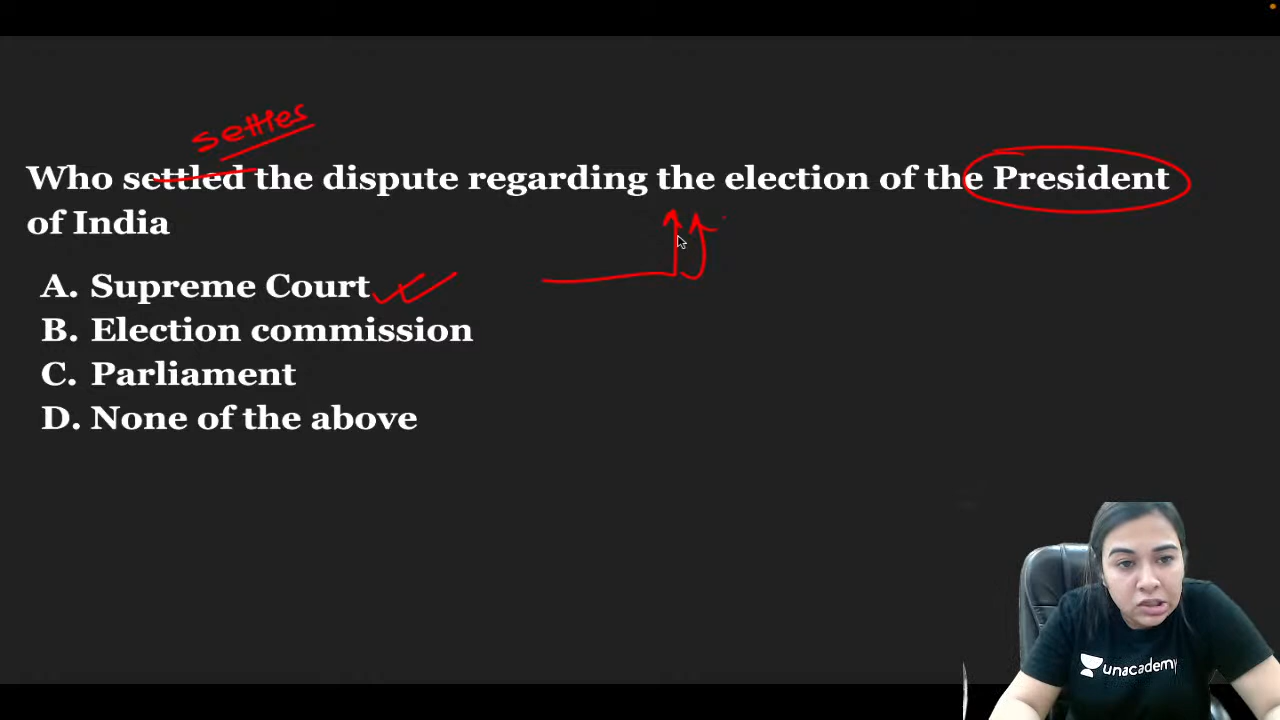 settles
Who settled the dispute regarding the election of the President
of India
A. Supreme Court
B. Election commission
C. Parliament
D. None of the above
unacademy